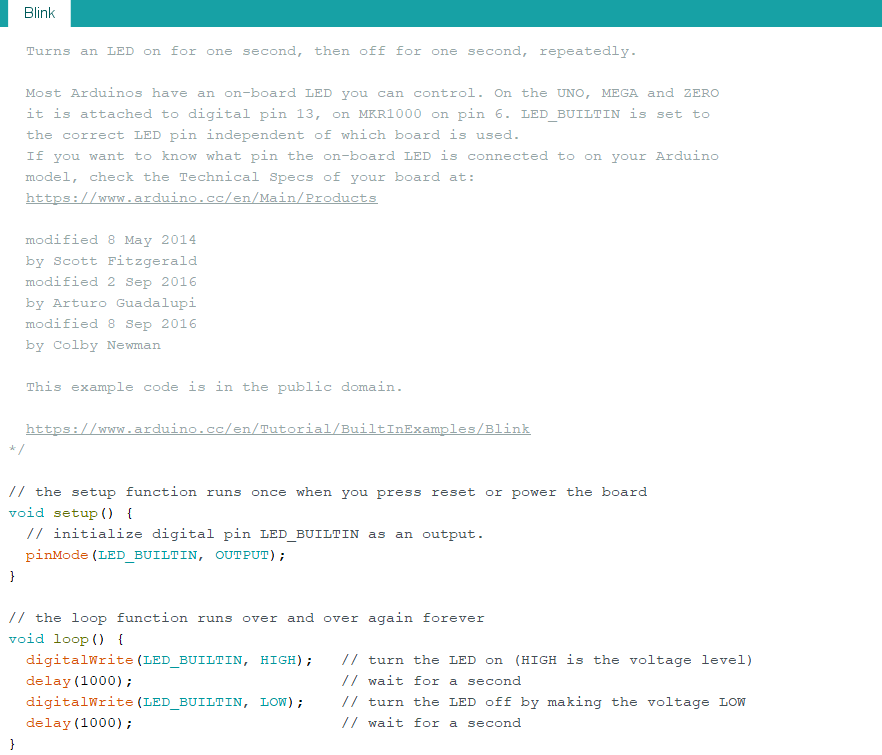 Blink
Turns an LED on for one second, then off for one second, repeatedly.
Most Arduinos have an on-board LED you can control. On the UNO, MEGA and ZERO
it is attached to digital pin 13, on MKR1000 on pin 6. LED_BUILTIN is set to
the correct LED pin independent of which board is used.
If you want to know what pin the on-board LED is connected to on your Arduino
model, check the Technical Specs of your board at:
https://www.arduino.cc/en/Main/Products
modified 8 May 2014
by Scott Fitzgerald
modified 2 Sep 2016
by Arturo Guadalupi
modified 8 Sep 2016
by Colby Newman
This example code is in the public domain.
https://www.arduino.cc/en/Tutorial/BuiltInExamples/Blink
*/
// the setup function runs once when you press reset or power the board
void setup() {
  // initialize digital pin LED_BUILTIN as an output.
  pinMode(LED_BUILTIN, OUTPUT);
}
// the loop function runs over and over again forever
void loop() {
  digitalWrite(LED_BUILTIN, HIGH);   // turn the LED on (HIGH is the voltage level)
  delay(1000);                       // wait for a second
  digitalWrite(LED_BUILTIN, LOW);    // turn the LED off by making the voltage LOW
  delay(1000);                       // wait for a second
}